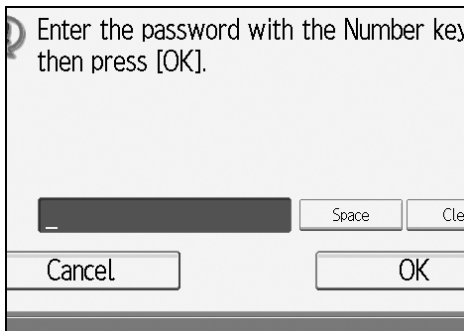 Enter the password with the Number key
then press [OK].
_
Space Cle
Cancel OK